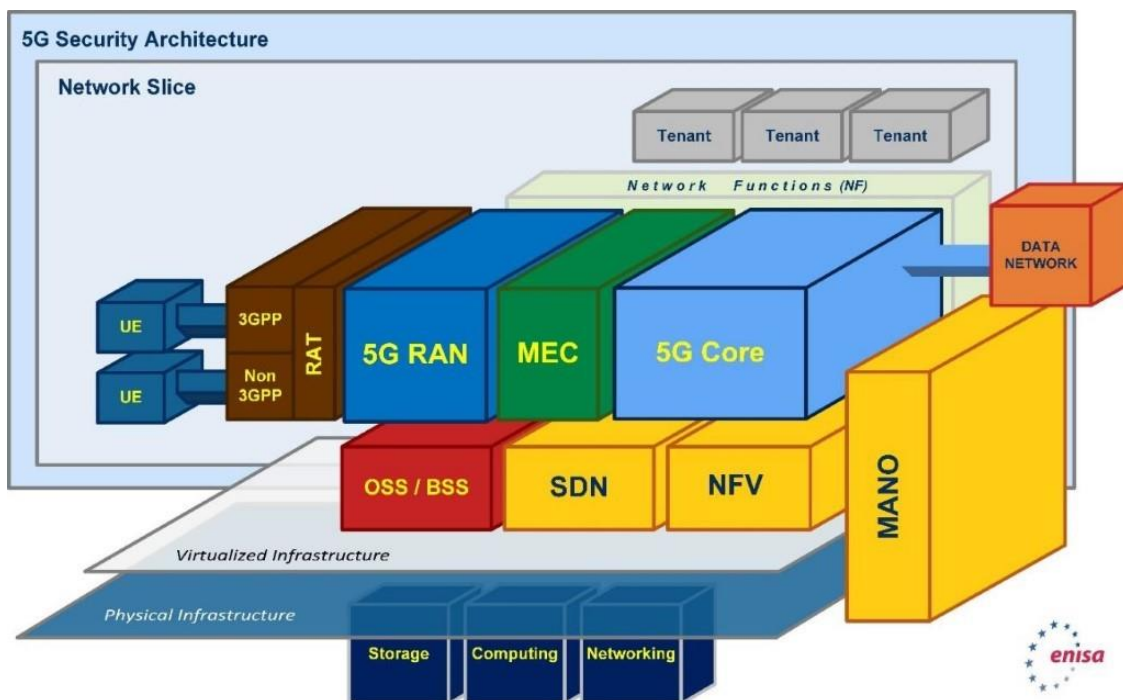 5G Security Architecture
Network Slice
Tenant
Tenant
Tenant
Network Functions (NF)
DATA
NETWORK
UE
3GPP
RAT
5G RAN
MEC
5G Core
UE
Non
3GPP
OSS / BSS
SDN
NFV
MANO
Virtualized Infrastructure
Physical Infrastructure
Storage
Computing
Networking
enisa